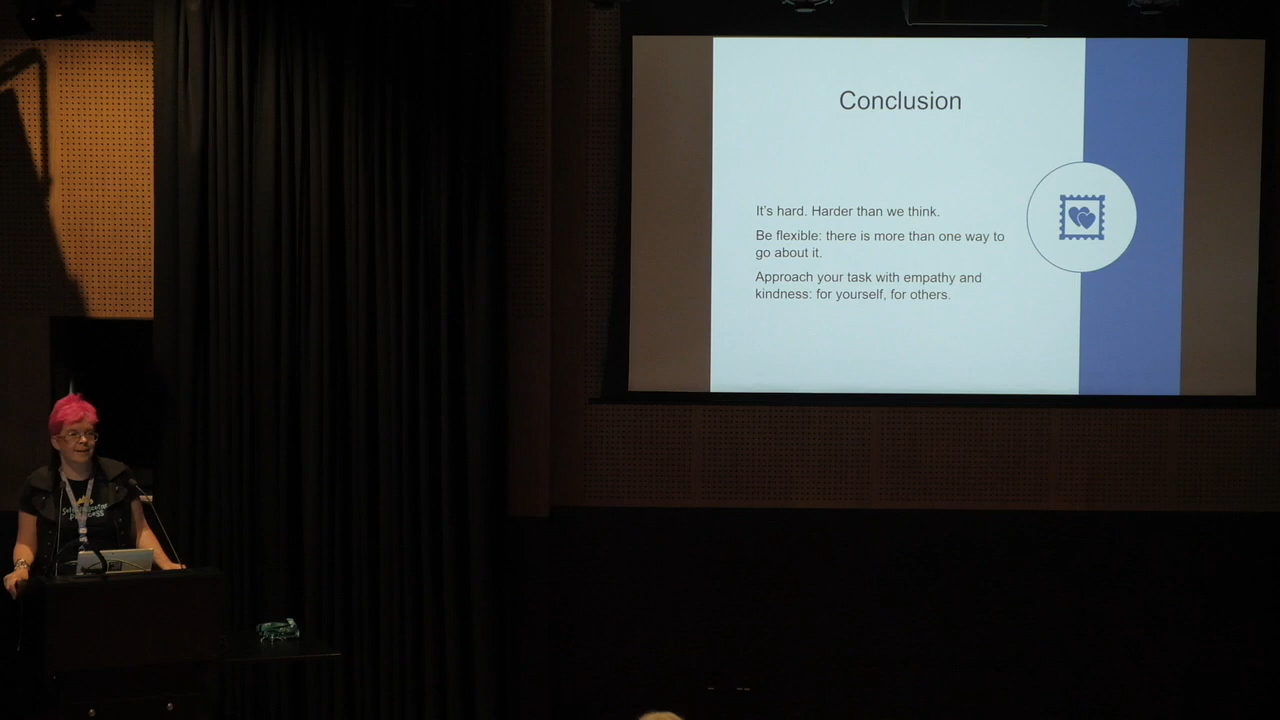 Conclusion
It's hard. Harder than we think.
Be flexible: there is more than one way to
go about it.
Approach your task with empathy and
kindness: for yourself, for others.
PRINCESS